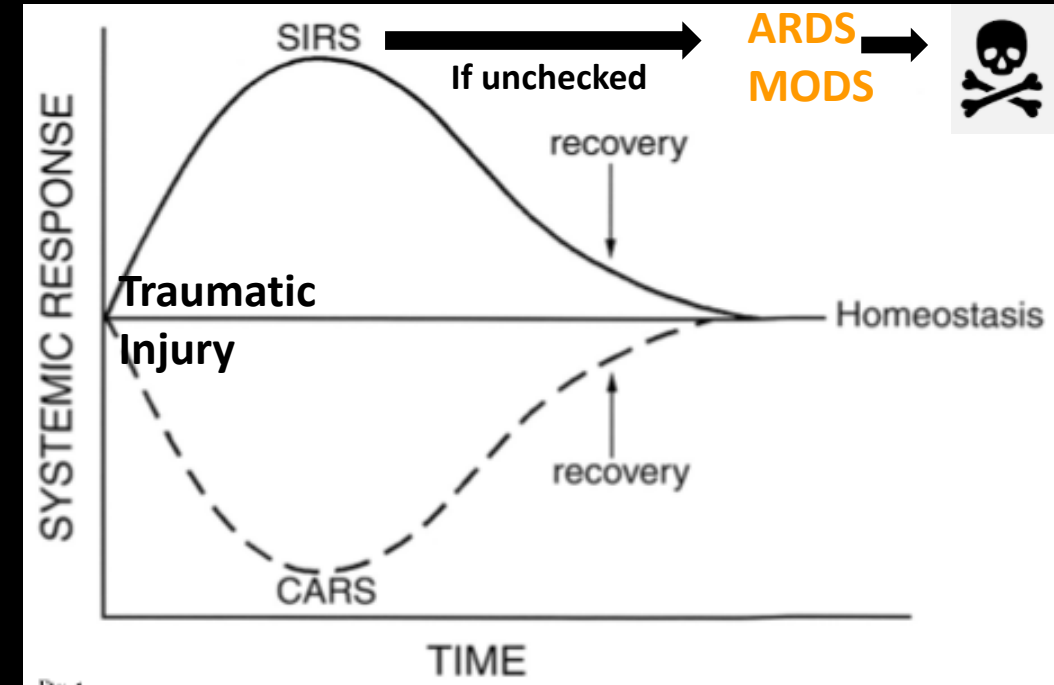 SIRS
If unchecked
ARDS
MODS
recovery
SYSTEMIC RESPONSE
Traumatic
Injury
Homeostasis
recovery
CARS
TIME